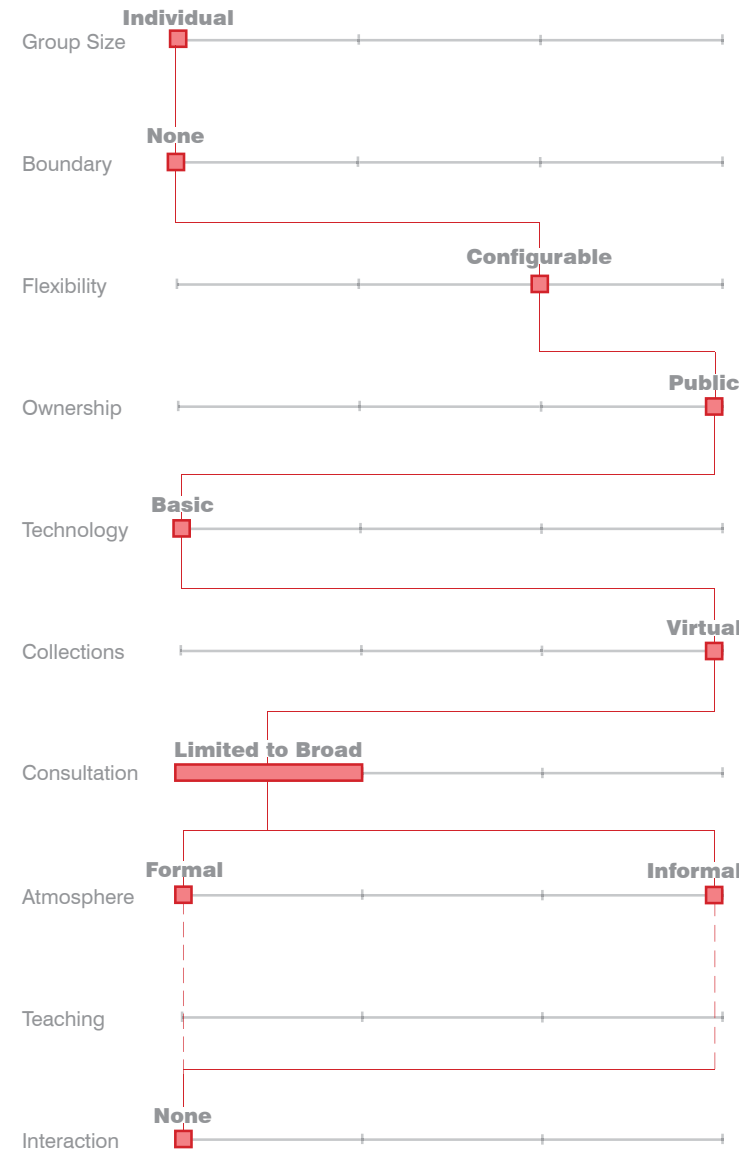 Individual
Group Size
None
Boundary
Configurable
Flexibility
Public
Ownership
Basic
Technology
Virtual
Collections
Limited to Broad
Consultation
Formal Informal
Atmosphere
Teaching
None
Interaction